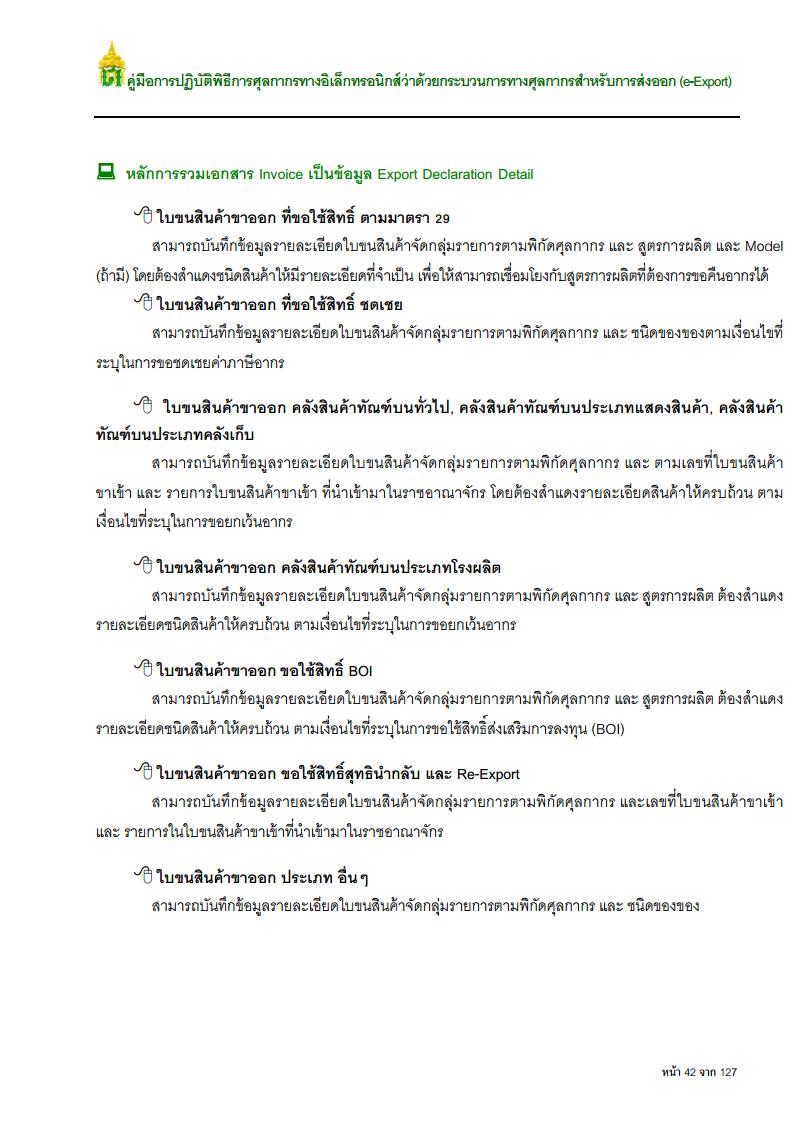 คู่มือการปฏิบัติพิธีการศุลกากรทางอิเล็กทรอนิกส์ว่าด้วยกระบวนการทางศุลกากรสำหรับการส่งออก (e-Export)
หลักการรวมเอกสาร Invoice เป็นข้อมูล Export Declaration Detail
ใบขนสินค้าขาออก ที่ขอใช้สิทธิ์ ตามมาตรา 29
สามารถบันทึกข้อมูลรายละเอียดใบขนสินค้าจัดกลุ่มรายการตามพิกัดศุลกากร และ สูตรการผลิต และ Model
(ถ้ามี) โดยต้องสำแดงชนิดสินค้าให้มีรายละเอียดที่จำเป็น เพื่อให้สามารถเชื่อมโยงกับสูตรการผลิตที่ต้องการขอคืนอากรได้
ใบขนสินค้าขาออก ที่ขอใช้สิทธิ์ ชดเชย
สามารถบันทึกข้อมูลรายละเอียดใบขนสินค้าจัดกลุ่มรายการตามพิกัดศุลกากร และ ชนิดของของตามเงื่อนไขที่
ระบุในการขอชดเชยค่าภาษีอากร
ใบขนสินค้าขาออก คลังสินค้าทัณฑ์บนทั่วไป, คลังสินค้าทัณฑ์บนประเภทแสดงสินค้า, คลังสินค้า
ทัณฑ์บนประเภทคลังเก็บ
สามารถบันทึกข้อมูลรายละเอียดใบขนสินค้าจัดกลุ่มรายการตามพิกัดศุลกากร และ ตามเลขที่ใบขนสินค้า
ขาเข้า และ รายการใบขนสินค้าขาเข้า ที่นำเข้ามาในราชอาณาจักร โดยต้องสำแดงรายละเอียดสินค้าให้ครบถ้วน ตาม
เงื่อนไขที่ระบุในการขอยกเว้นอากร
ใบขนสินค้าขาออก คลังสินค้าทัณฑ์บนประเภทโรงผลิต
สามารถบันทึกข้อมูลรายละเอียดใบขนสินค้าจัดกลุ่มรายการตามพิกัดศุลกากร และ สูตรการผลิต ต้องสำแดง
รายละเอียดชนิดสินค้าให้ครบถ้วน ตามเงื่อนไขที่ระบุในการขอยกเว้นอากร
ใบขนสินค้าขาออก ขอใช้สิทธิ์ BOI
สามารถบันทึกข้อมูลรายละเอียดใบขนสินค้าจัดกลุ่มรายการตามพิกัดศุลกากร และ สูตรการผลิต ต้องสำแดง
รายละเอียดชนิดสินค้าให้ครบถ้วน ตามเงื่อนไขที่ระบุในการขอใช้สิทธิ์ส่งเสริมการลงทุน (BOI)
ใบขนสินค้าขาออก ขอใช้สิทธิ์สุทธินำกลับ และ Re-Export
สามารถบันทึกข้อมูลรายละเอียดใบขนสินค้าจัดกลุ่มรายการตามพิกัดศุลกากร และเลขที่ใบขนสินค้าขาเข้า
และ รายการในใบขนสินค้าขาเข้าที่นำเข้ามาในราชอาณาจักร
ใบขนสินค้าขาออก ประเภท อื่นๆ
สามารถบันทึกข้อมูลรายละเอียดใบขนสินค้าจัดกลุ่มรายการตามพิกัดศุลกากร และ ชนิดของของ
หน้า 42 จาก 127